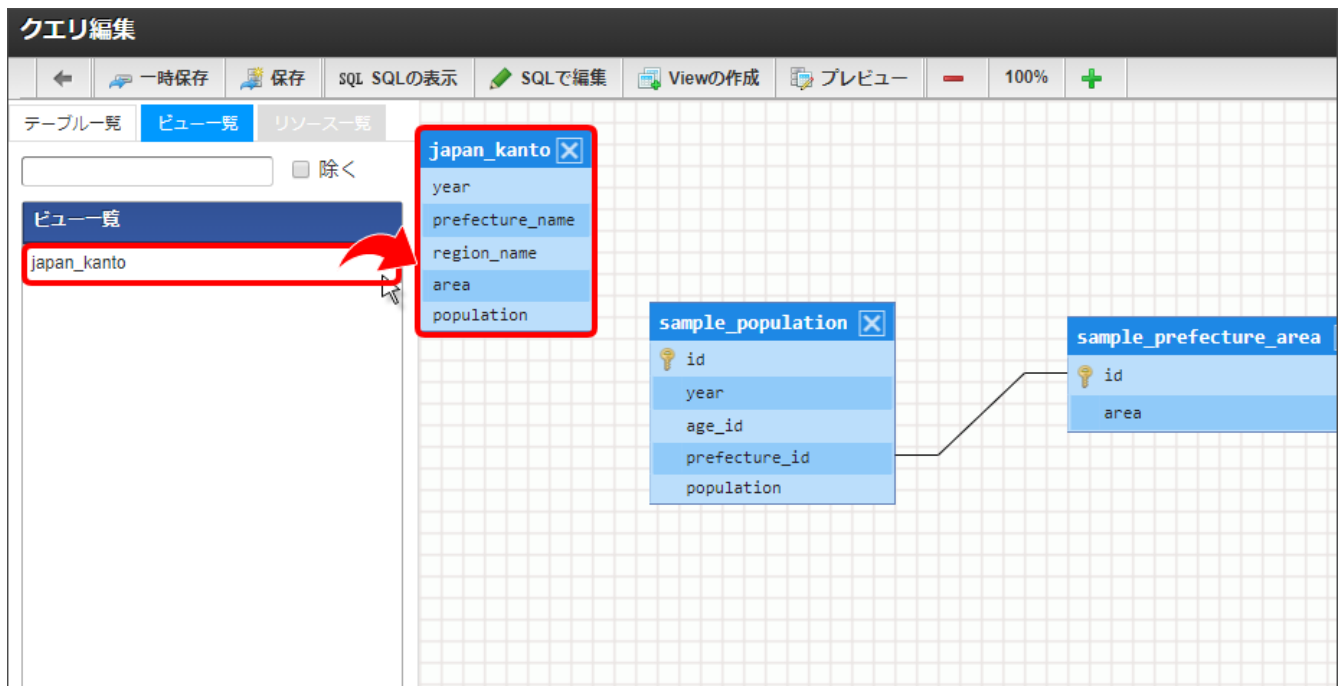 クエリ編集
一時保存 保存 SQL SQLの表示 SQLで編集 Viewの作成 プレビュー 100%
テーブル一覧 ビュー一覧 リソース一覧
除く
ビュー一覧
japan_kanto
japan_kanto
year
prefecture_name
region_name
area
population
sample_population
id
year
age_id
prefecture_id
population
sample_prefecture_area
id
area